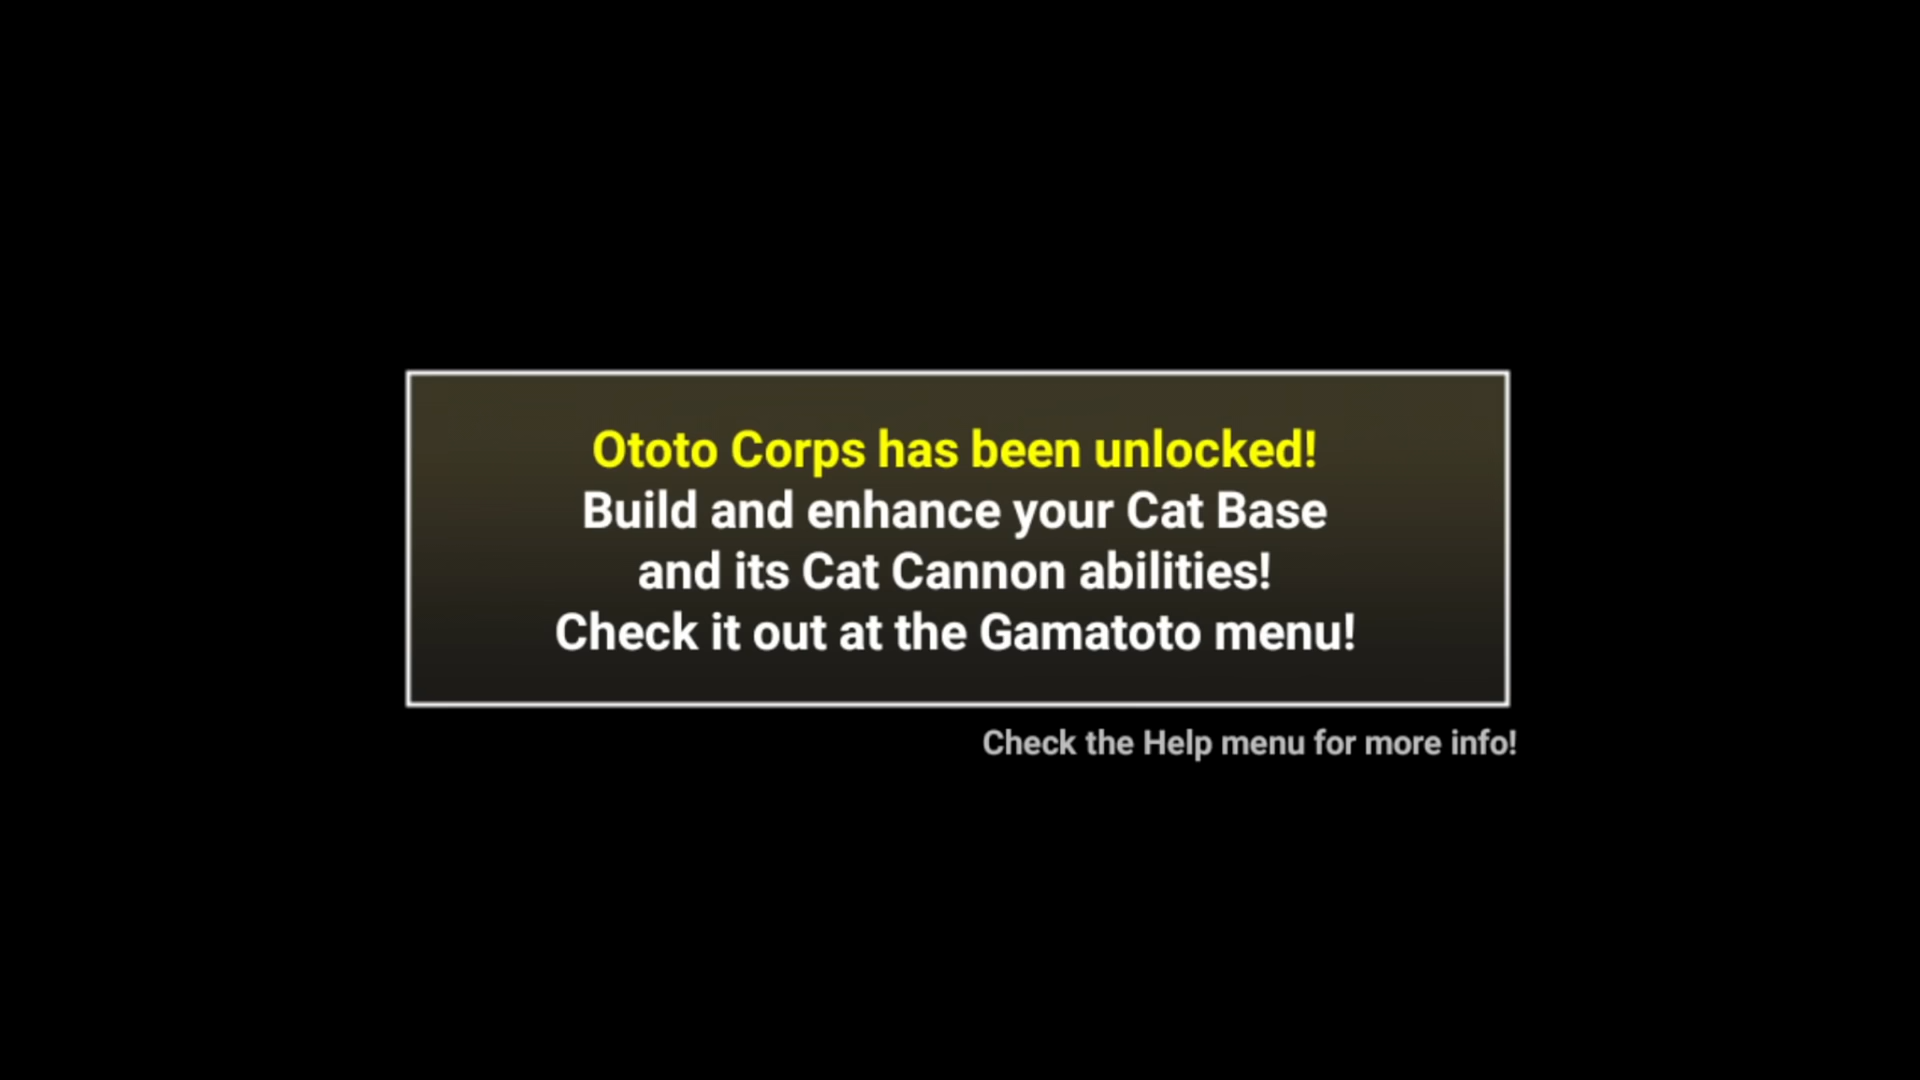 Ototo Corps has been unlocked!
Build and enhance your Cat Base
and its Cat Cannon abilities!
Check it out at the Gamatoto menu!
Check the Help menu for more info!